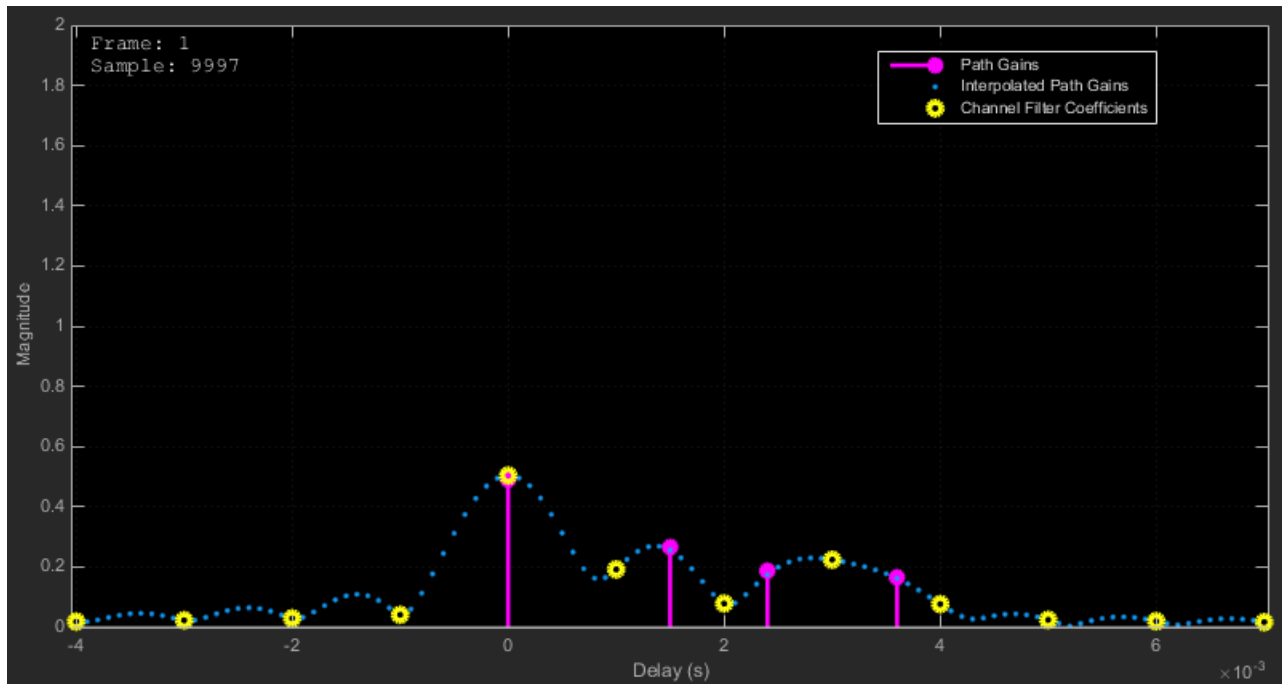 Frame: 1
Sample: 9997
Path Gains
Interpolated Path Gains
Channel Filter Coefficients
2
1.8
1.6
1.4
1.2
1
0.8
0.6
0.4
0.2
0
Magnitude
-4
-2
0
2
4
6
Delay (s)
×10⁻³